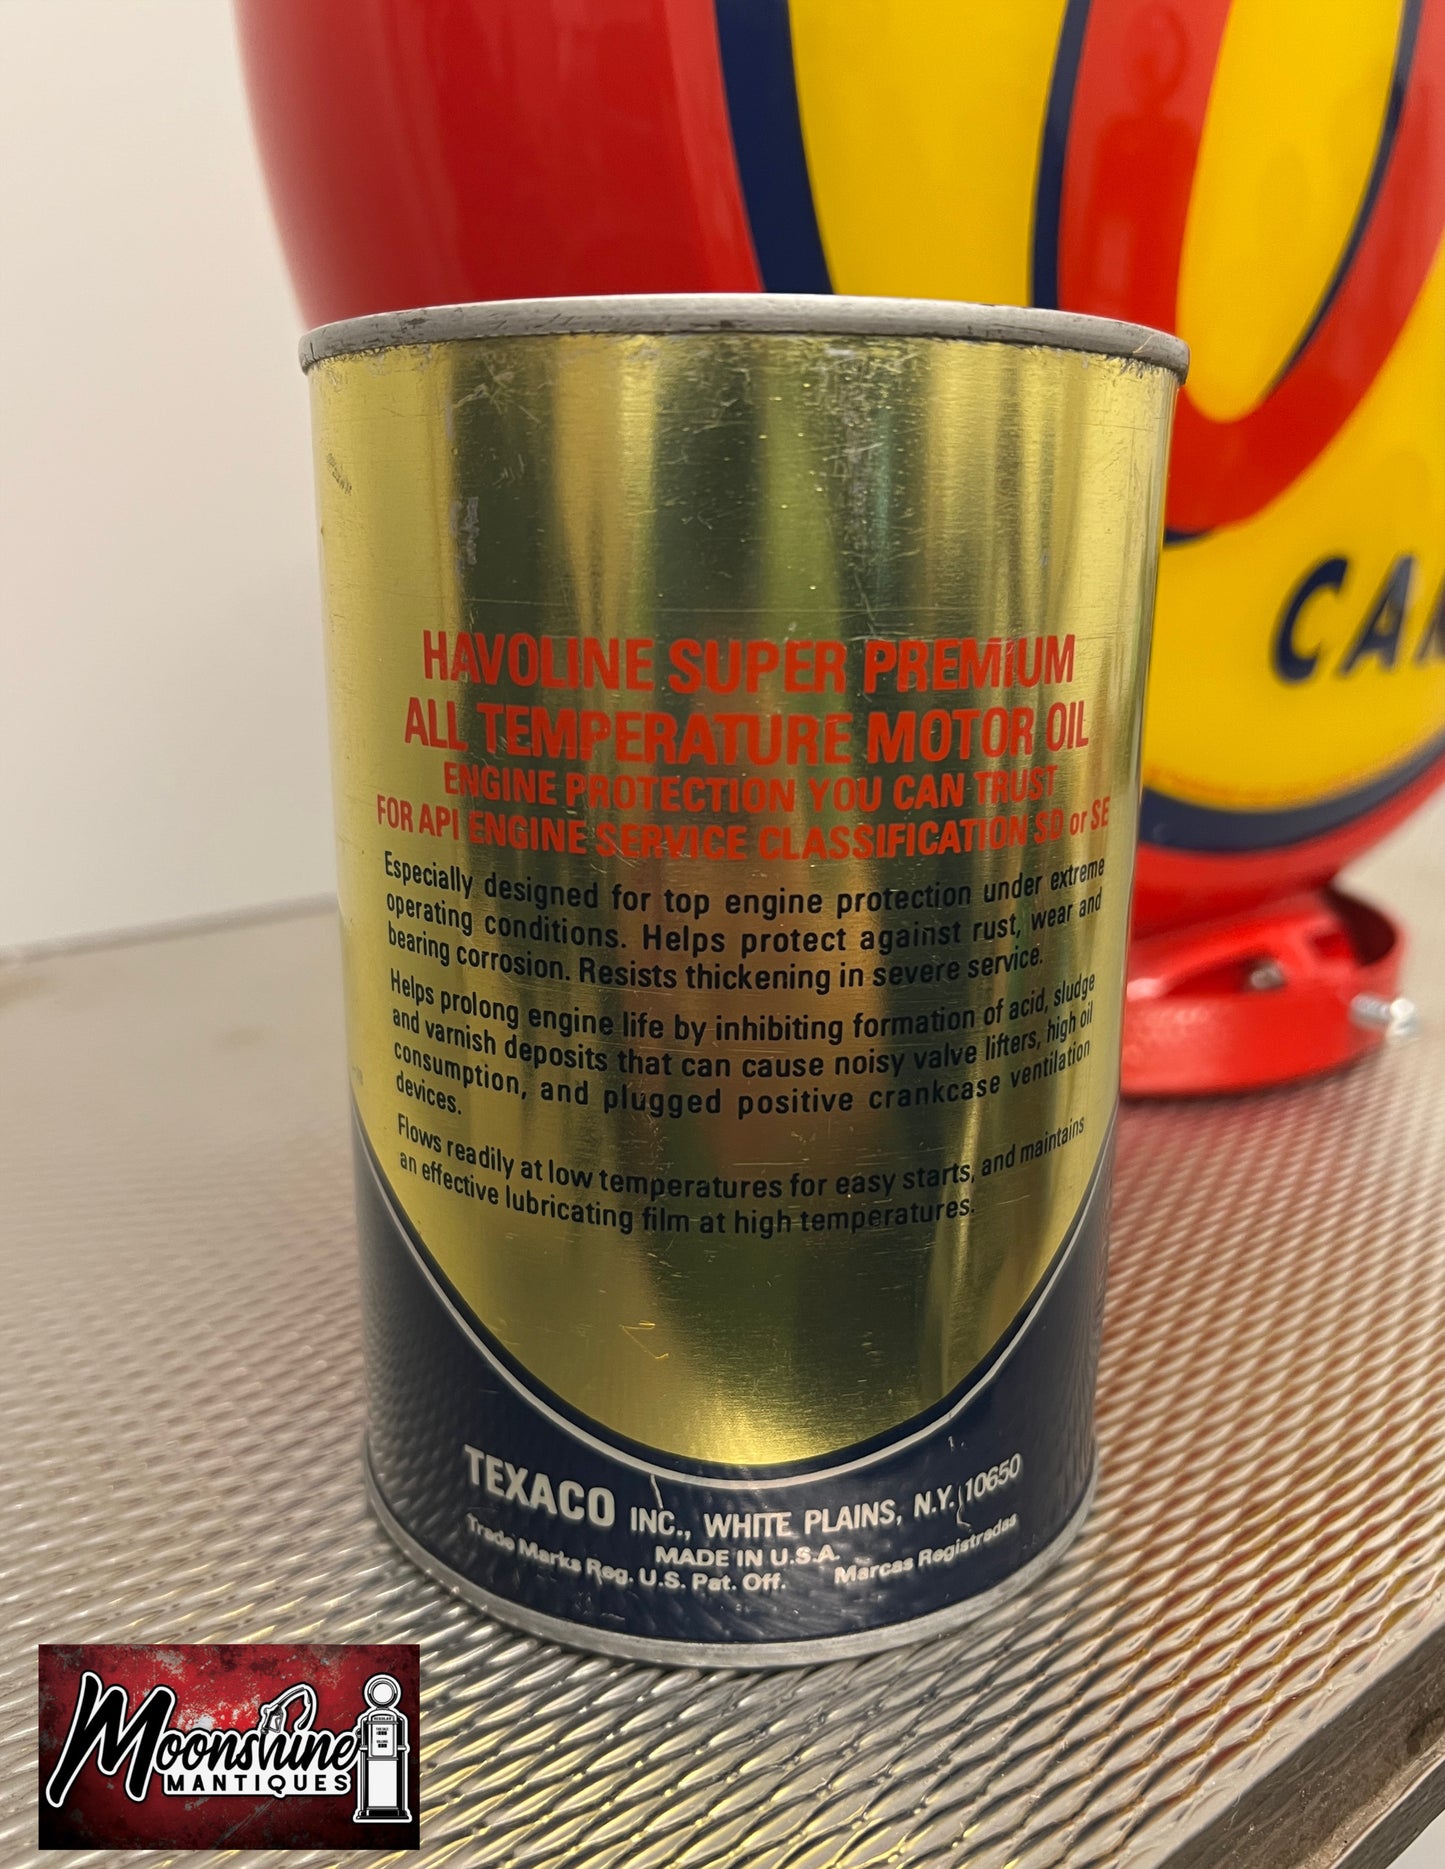 CAN
HAVOLINE SUPER PREMIUM
ALL TEMPERATURE MOTOR OIL
ENGINE PROTECTION YOU CAN TRUST
FOR API ENGINE SERVICE CLASSIFICATION SD or SE
Especially designed for top engine protection under extreme
operating conditions. Helps protect against rust, wear and
bearing corrosion. Resists thickening in severe service.
Helps prolong engine life by inhibiting formation of acid, sludge
and varnish deposits that can cause noisy valve lifters, high oil
consumption, and plugged positive crankcase ventilation
devices.
Flows readily at low temperatures for easy starts, and maintains
an effective lubricating film at high temperatures.
TEXACO INC., WHITE PLAINS, N.Y. 10650
MADE IN U.S.A.
Trade Marks Reg. U.S. Pat. Off. Marcas Registradas
Moonshine
MANTIQUES